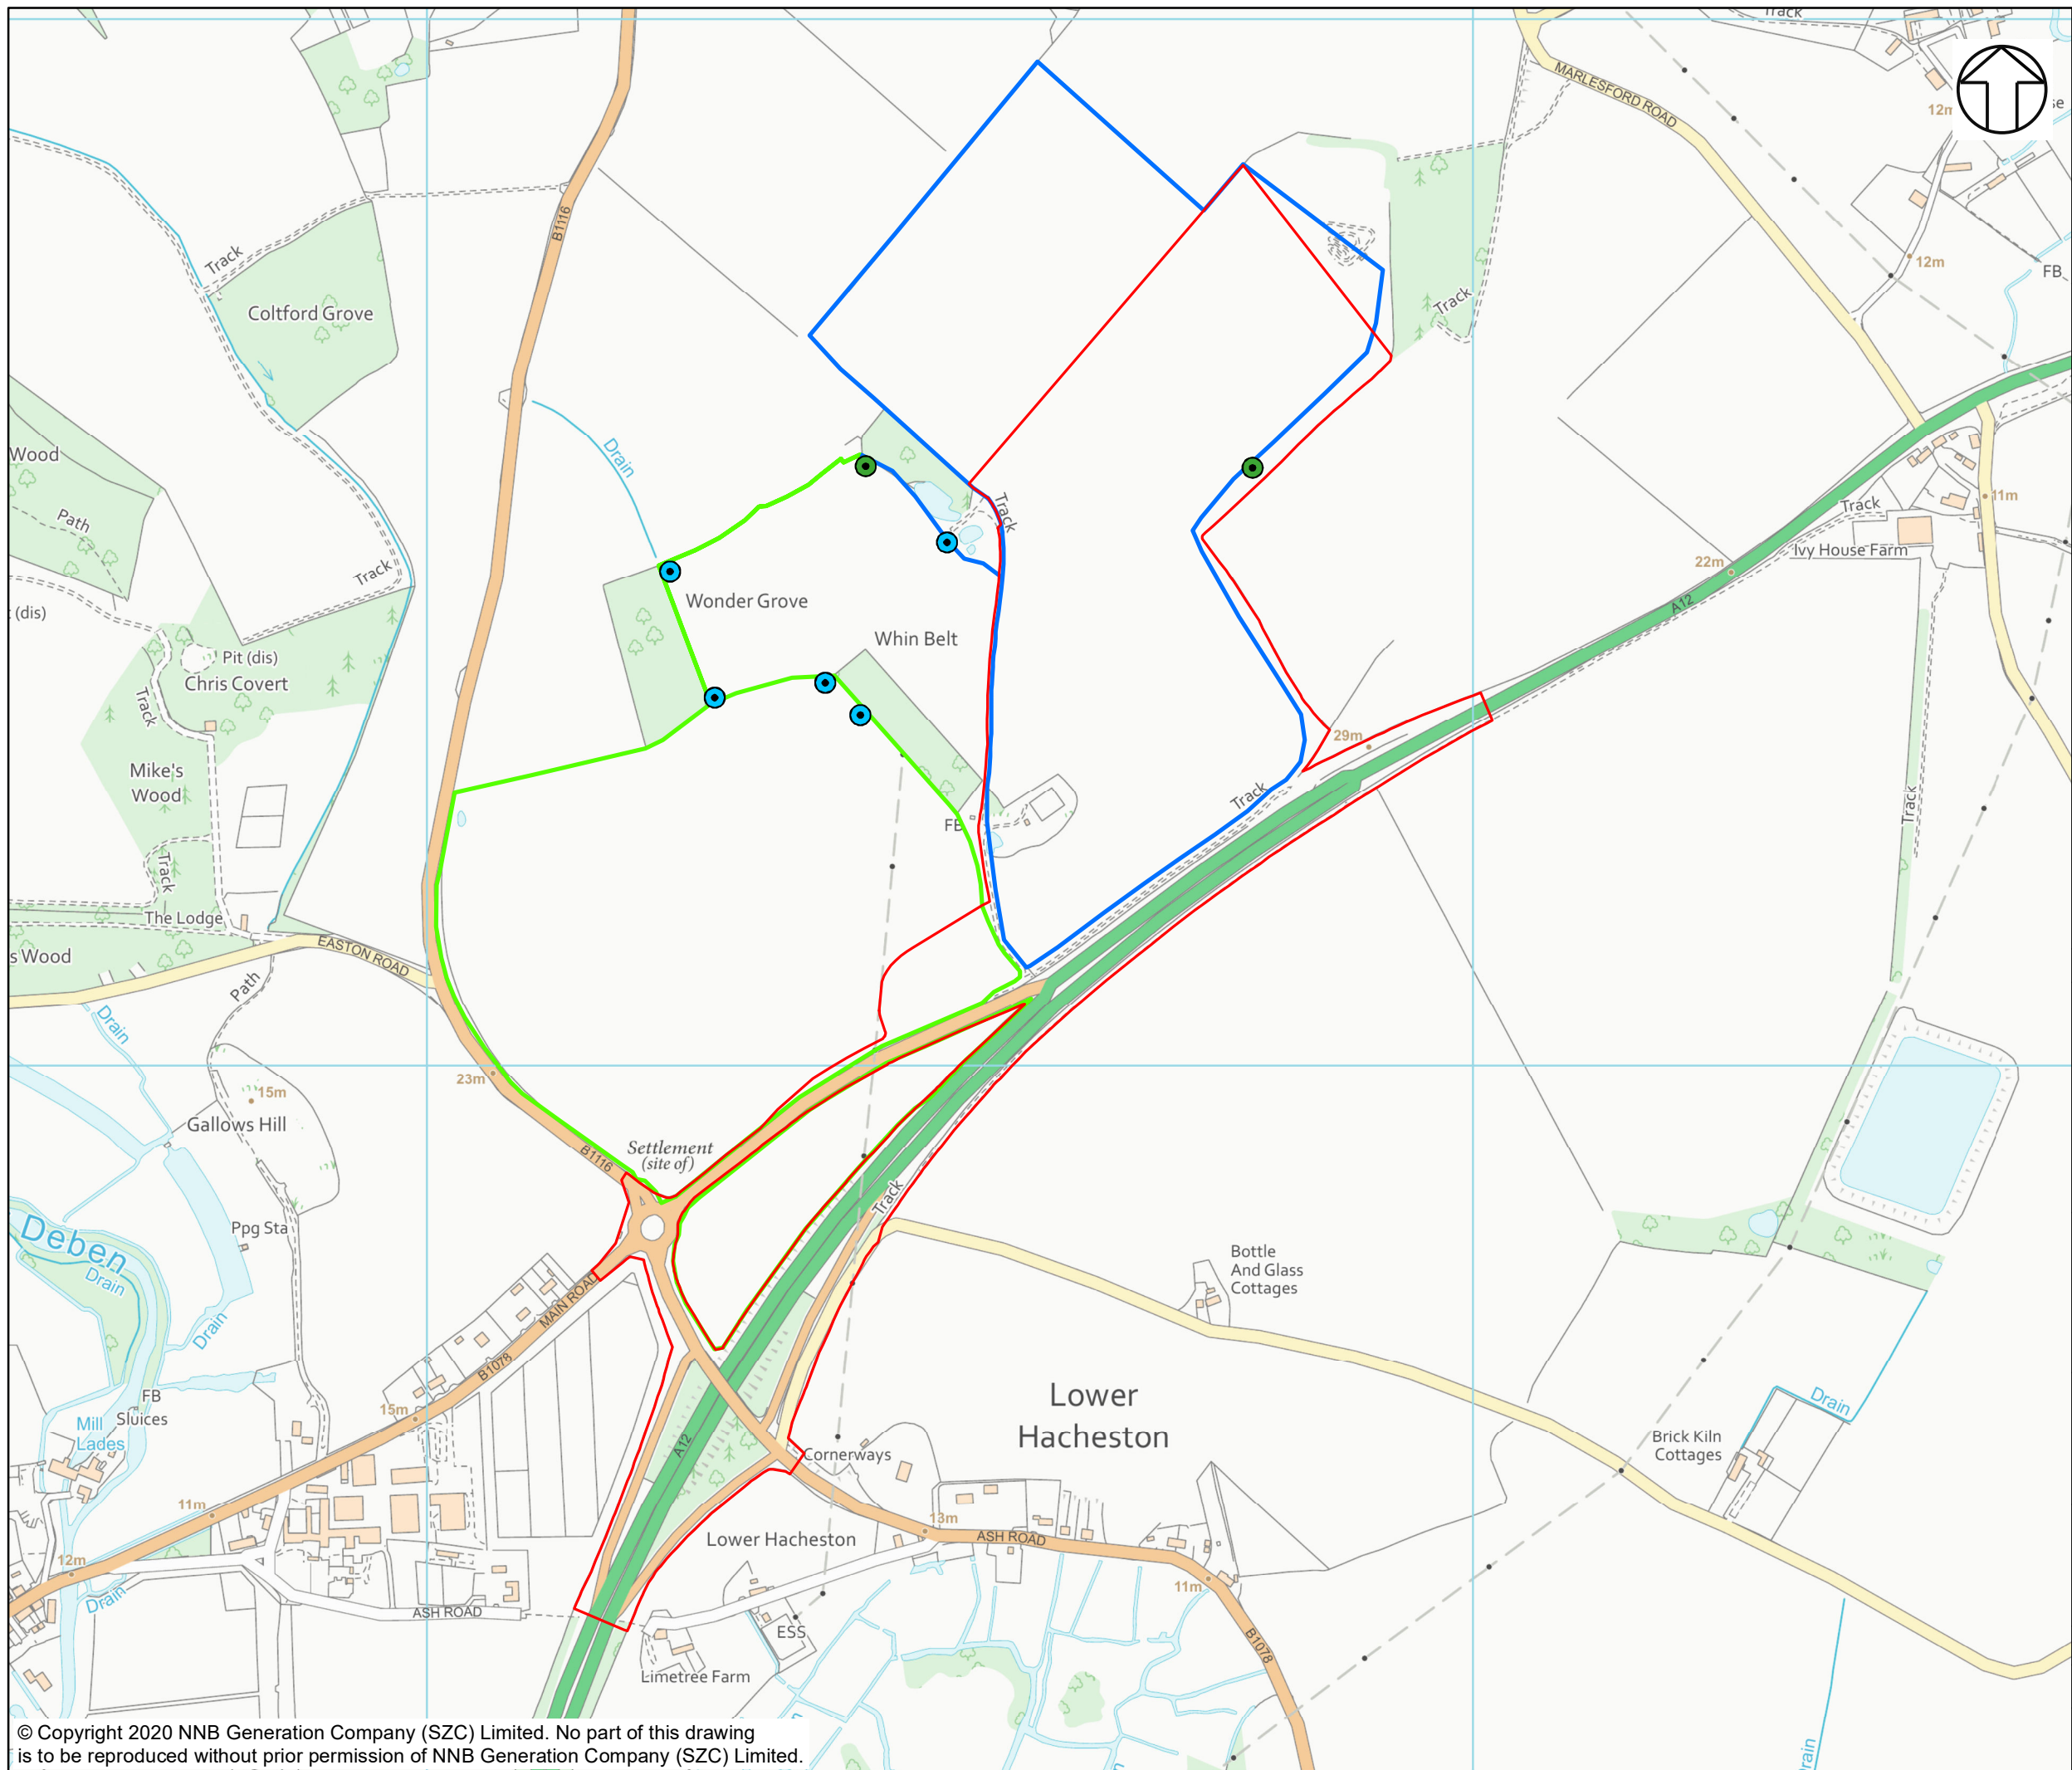 Track
MARLESFORD ROAD
12m
B1116
Track
12m
FB
Coltford Grove
Track
Wood
Drain
Path
Track
Track
11m
Track
Ivy House Farm
22m
A12
(dis)
Wonder Grove
Whin Belt
Pit (dis)
Chris Covert
Track
29m
Mike's
Wood
Track
Track
FB
Track
The Lodge
EASTON ROAD
s Wood
Path
Drain
23m
15m
Gallows Hill
Settlement
(site of)
B1116
Track
Ppg Sta
Deben
Drain
Drain
Bottle
And Glass
Cottages
MAIN ROAD
B1078
FB
Sluices
15m
Mill
Lades
A12
Lower
Hacheston
Drain
Brick Kiln
Cottages
Cornerways
11m
13m
Lower Hacheston
ASH ROAD
12m
Drain
11m
ASH ROAD
ESS
B1078
Limetree Farm
© Copyright 2020 NNB Generation Company (SZC) Limited. No part of this drawing
is to be reproduced without prior permission of NNB Generation Company (SZC) Limited.